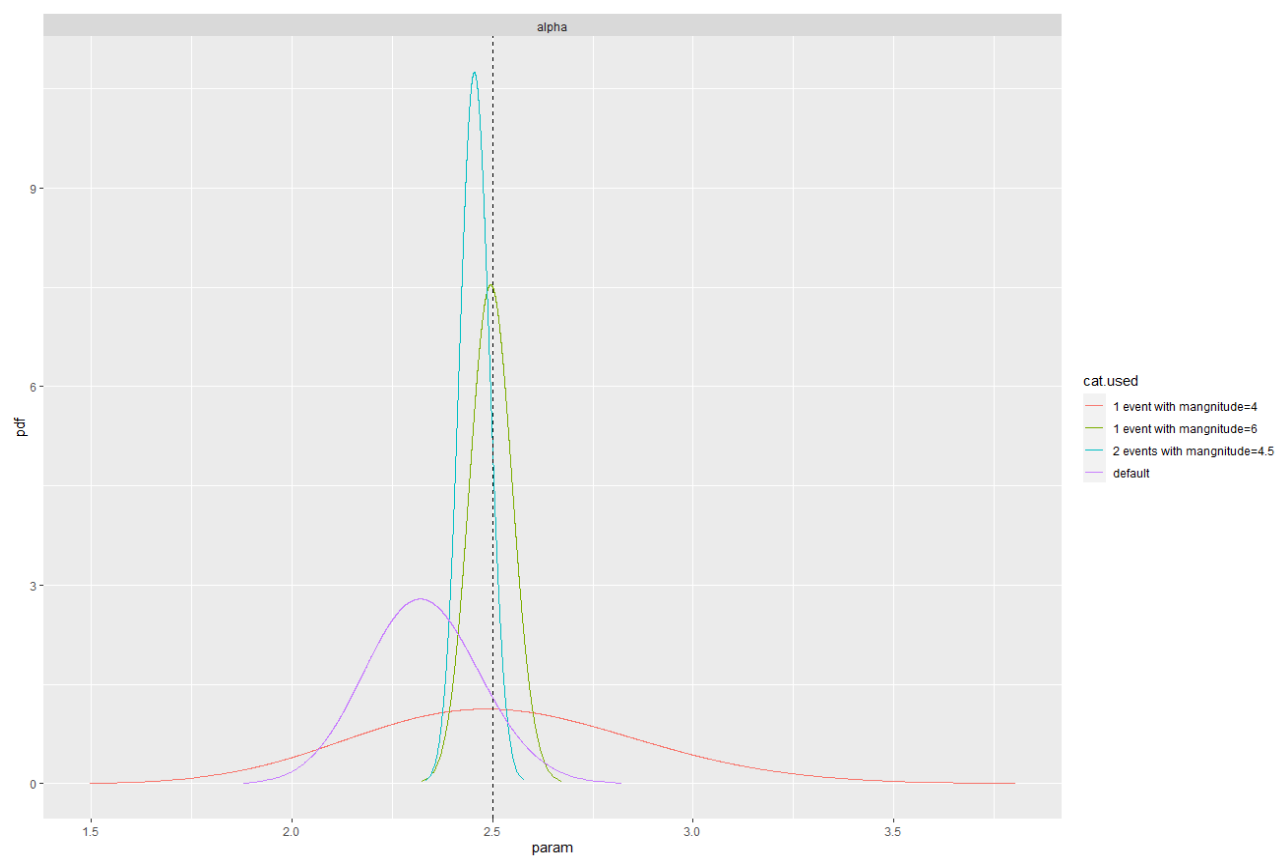 alpha
9
6
3
0
pdf
1.5
2.0
2.5
3.0
3.5
param
cat.used
1 event with mangnitude=4
1 event with mangnitude=6
2 events with mangnitude=4.5
default